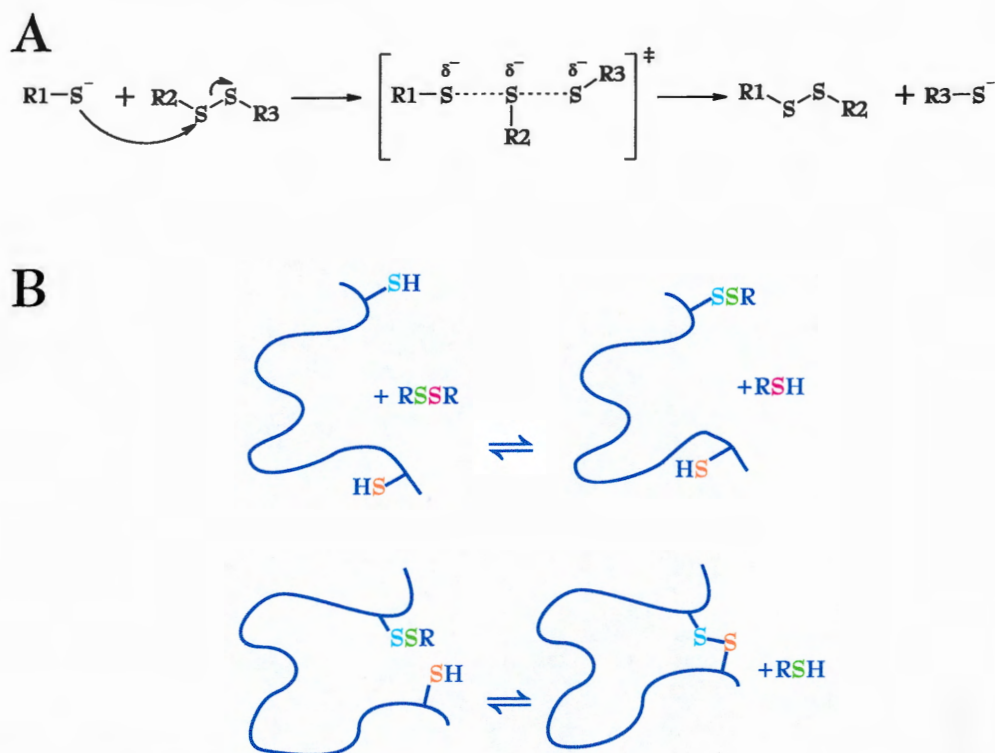 A
δ⁻ δ⁻ δ⁻ ‡
R1—S⁻ + R2 S S R3 R1—S S S R3 R2 R1 S S R2 + R3—S⁻
B
SH
SSR
+ RSSR
+RSH
HS
HS
SSR
S S
SH
+RSH